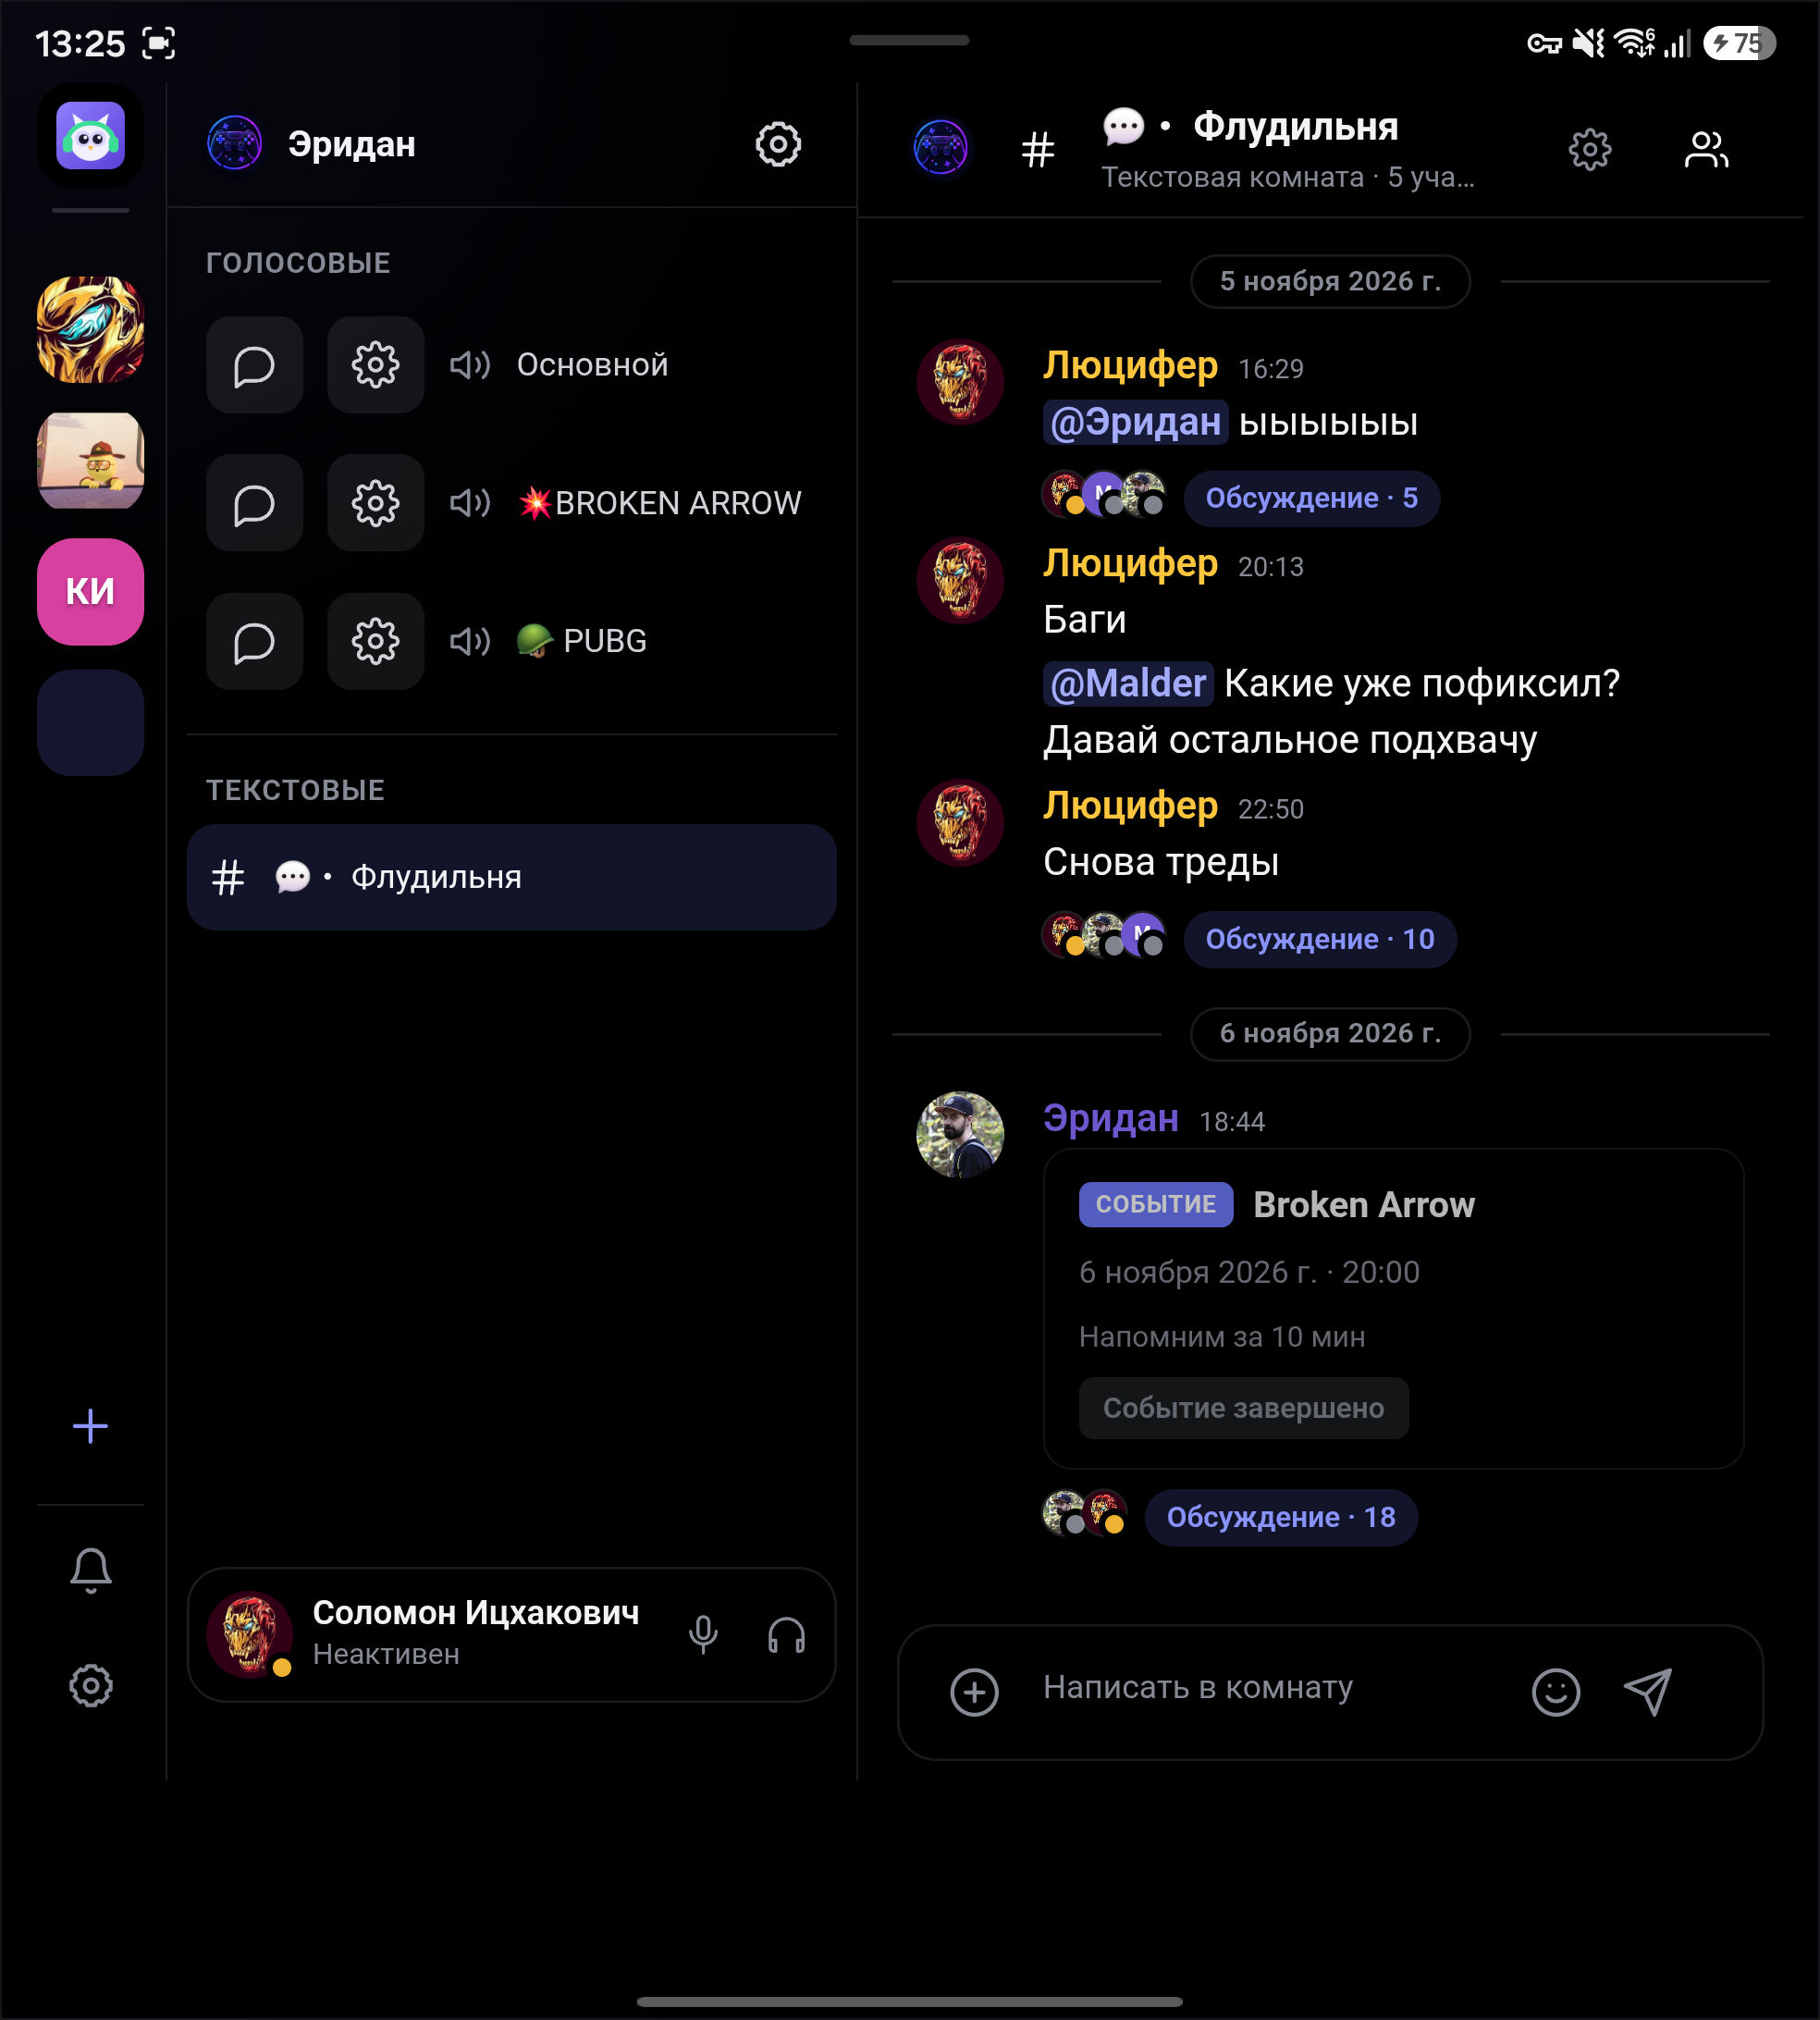 13:25
6
75
Эридан
ГОЛОСОВЫЕ
Основной
💥BROKEN ARROW
🪖 PUBG
ТЕКСТОВЫЕ
# 💬 • Флудильня
КИ
Соломон Ицхакович
Неактивен
# 💬 • Флудильня
Текстовая комната · 5 уча...
5 ноября 2026 г.
Люцифер 16:29
@Эридан ыыыыыы
М
Обсуждение · 5
Люцифер 20:13
Баги
@Malder Какие уже пофиксил?
Давай остальное подхвачу
Люцифер 22:50
Снова треды
М
Обсуждение · 10
6 ноября 2026 г.
Эридан 18:44
СОБЫТИЕ Broken Arrow
6 ноября 2026 г. · 20:00
Напомним за 10 мин
Событие завершено
Обсуждение · 18
Написать в комнату